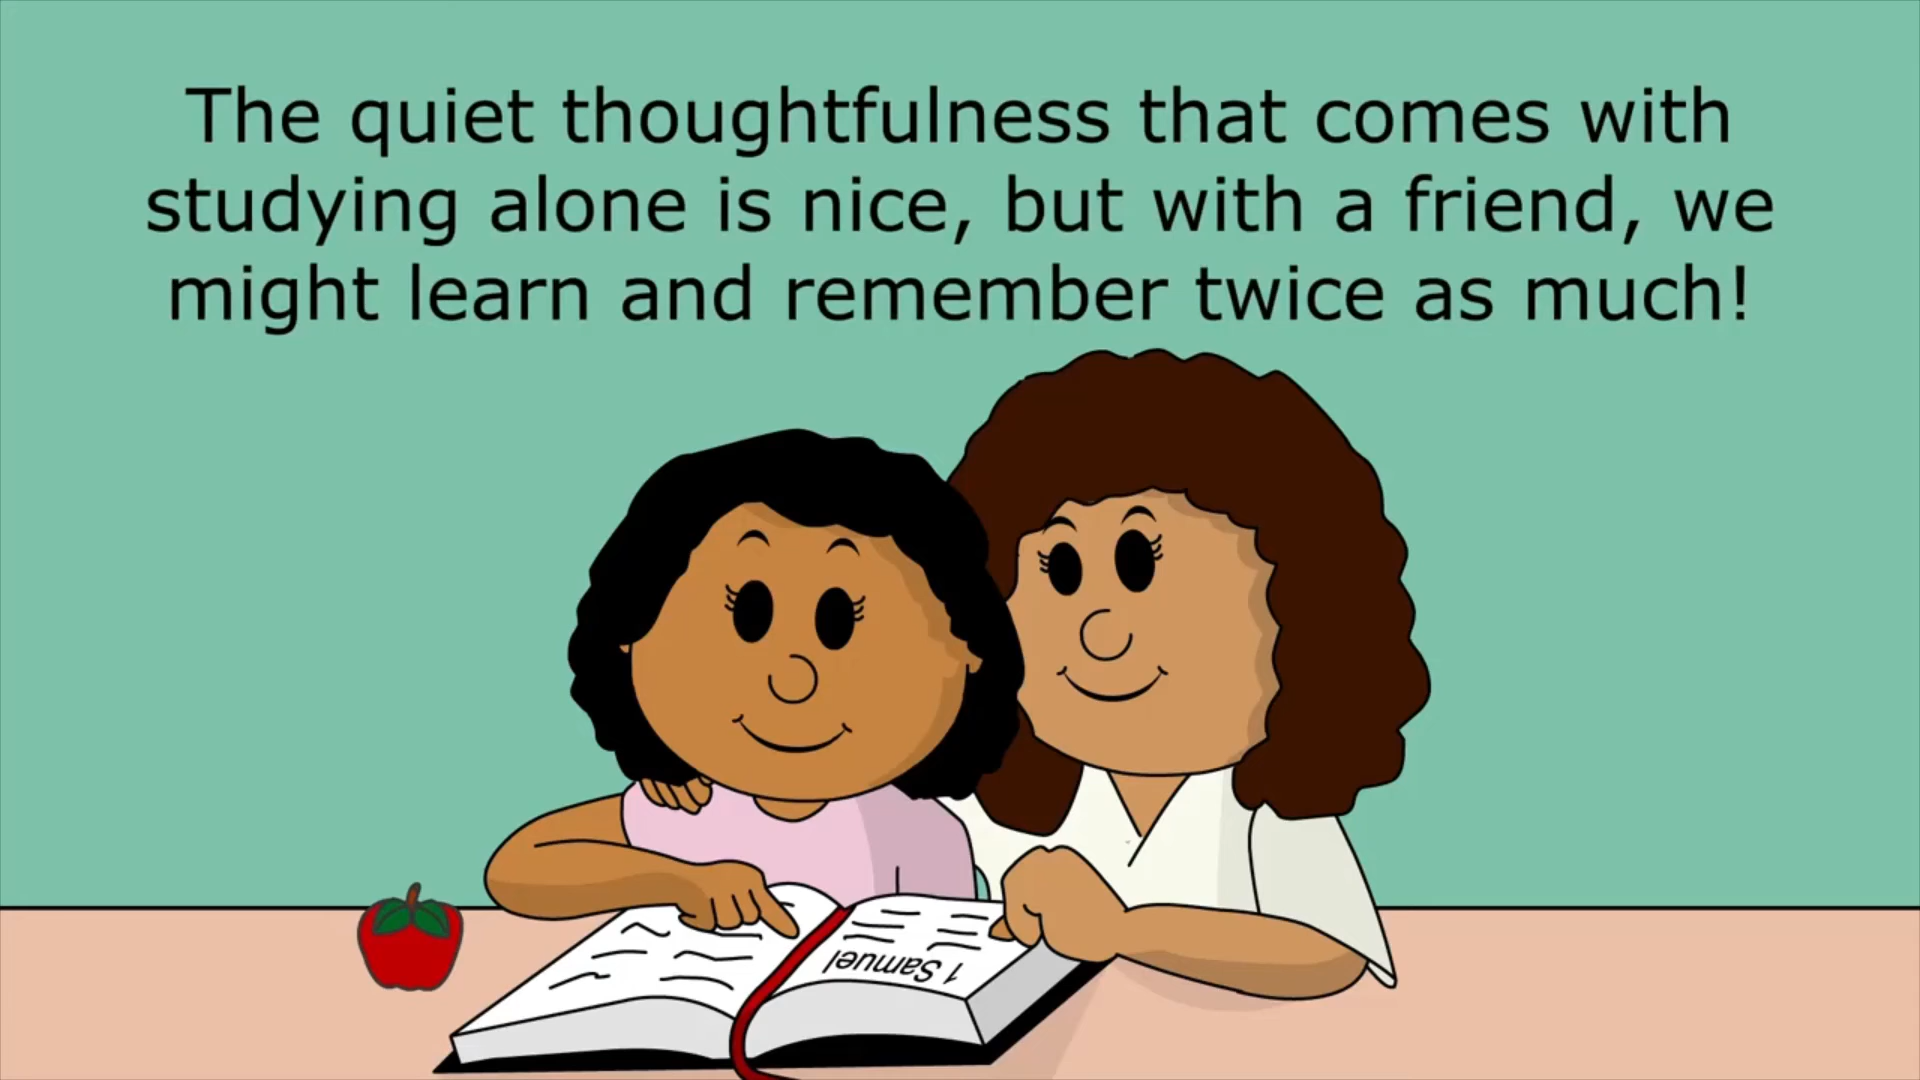 The quiet thoughtfulness that comes with
studying alone is nice, but with a friend, we
might learn and remember twice as much!
1 Samuel